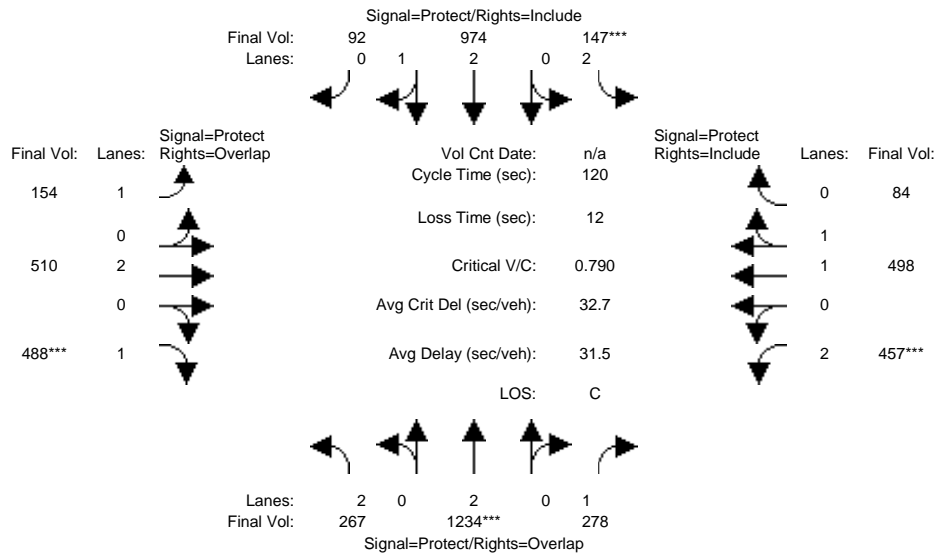 Signal=Protect/Rights=Include
Final Vol: 92 974 147***
Lanes: 0 1 2 0 2
Signal=Protect Signal=Protect
Final Vol: Lanes: Rights=Overlap Vol Cnt Date: n/a Rights=Include Lanes: Final Vol:
Cycle Time (sec): 120
154 1 0 84
Loss Time (sec): 12
0 1
510 2 Critical V/C: 0.790 1 498
0 Avg Crit Del (sec/veh): 32.7 0
488*** 1 Avg Delay (sec/veh): 31.5 2 457***
LOS: C
Lanes: 2 0 2 0 1
Final Vol: 267 1234*** 278
Signal=Protect/Rights=Overlap